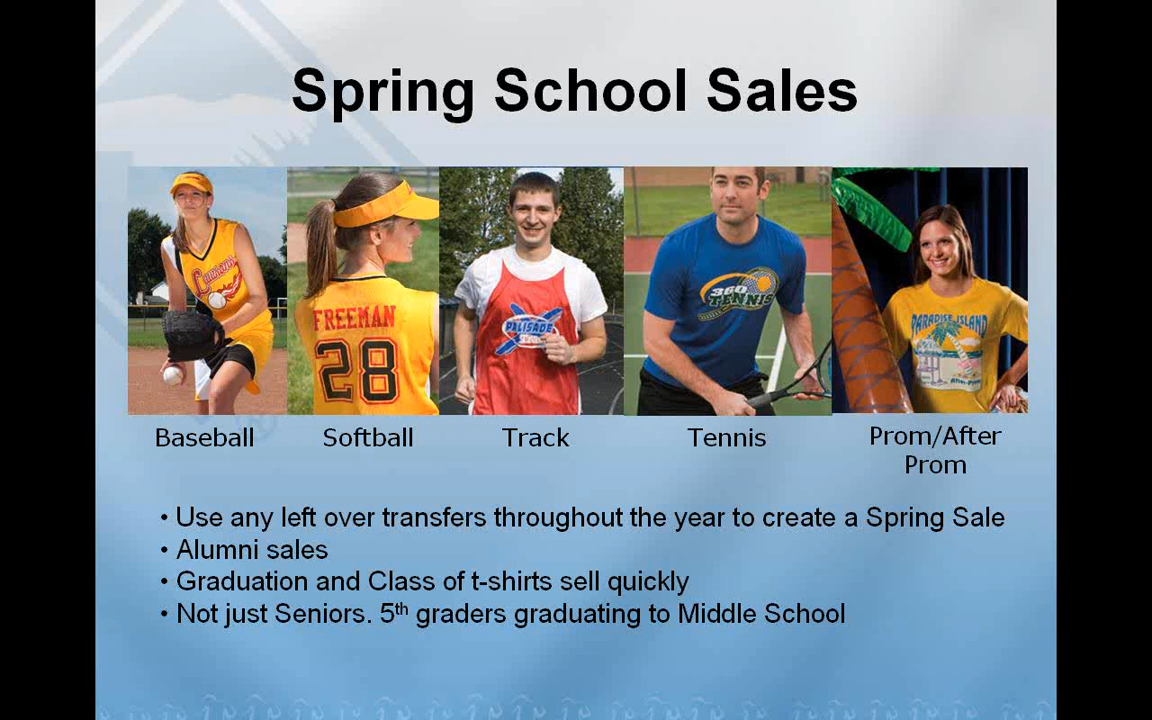 Spring School Sales
FREEMAN
28
PALISADE
360
TENNIS
PARADISE ISLAND
After-Prom
Baseball
Softball
Track
Tennis
Prom/After
Prom
• Use any left over transfers throughout the year to create a Spring Sale
• Alumni sales
• Graduation and Class of t-shirts sell quickly
• Not just Seniors. 5th graders graduating to Middle School